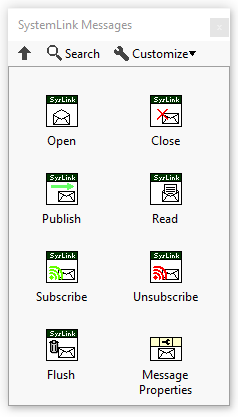 SystemLink Messages
Search Customize
SysLink SysLink
Open Close
SysLink SysLink
Publish Read
SysLink SysLink
Subscribe Unsubscribe
SysLink
Flush Message
Properties